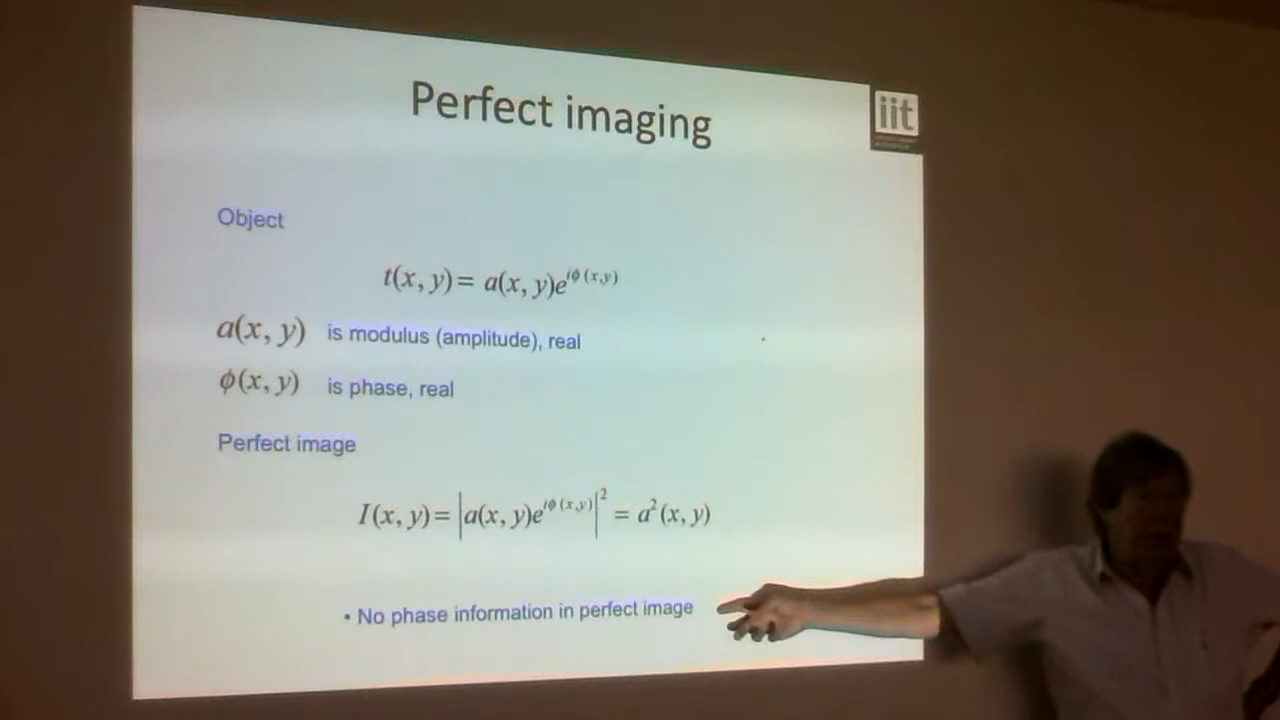 Perfect imaging
iit
Object
t(x, y) = a(x, y)e^{iϕ(x,y)}
a(x, y) is modulus (amplitude), real
ϕ(x, y) is phase, real
Perfect image
I(x, y) = |a(x, y)e^{iϕ(x,y)}|² = a²(x, y)
• No phase information in perfect image